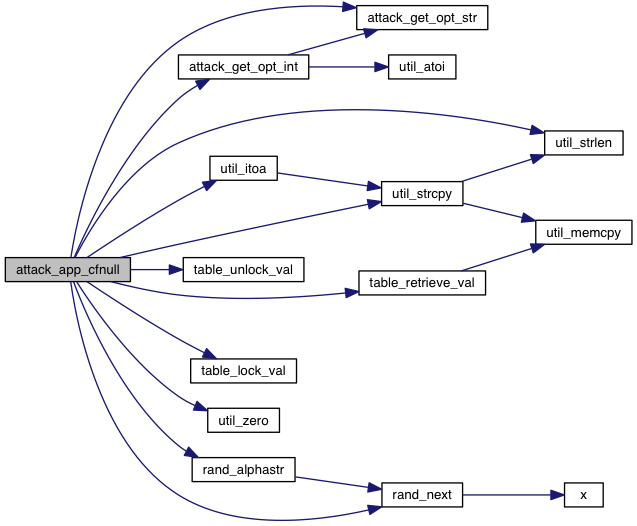 attack_get_opt_str
attack_get_opt_int
util_atoi
util_strlen
util_itoa
util_strcpy
util_memcpy
attack_app_cfnull
table_unlock_val
table_retrieve_val
table_lock_val
util_zero
rand_alphastr
rand_next
x